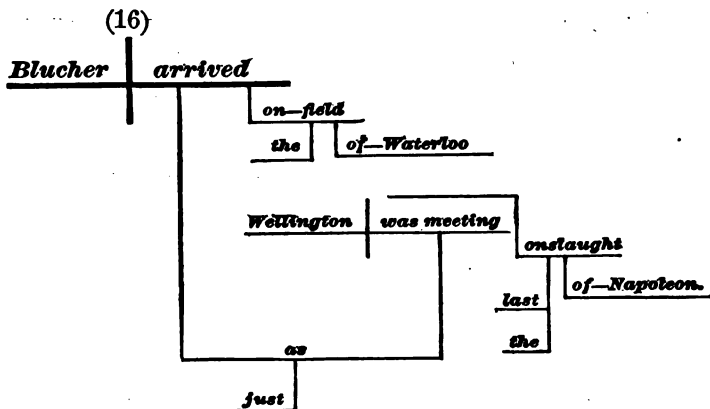 (16)
Blucher arrived
on—field
the of—Waterloo
Wellington was meeting
onslaught
of—Napoleon.
last
the
as
just